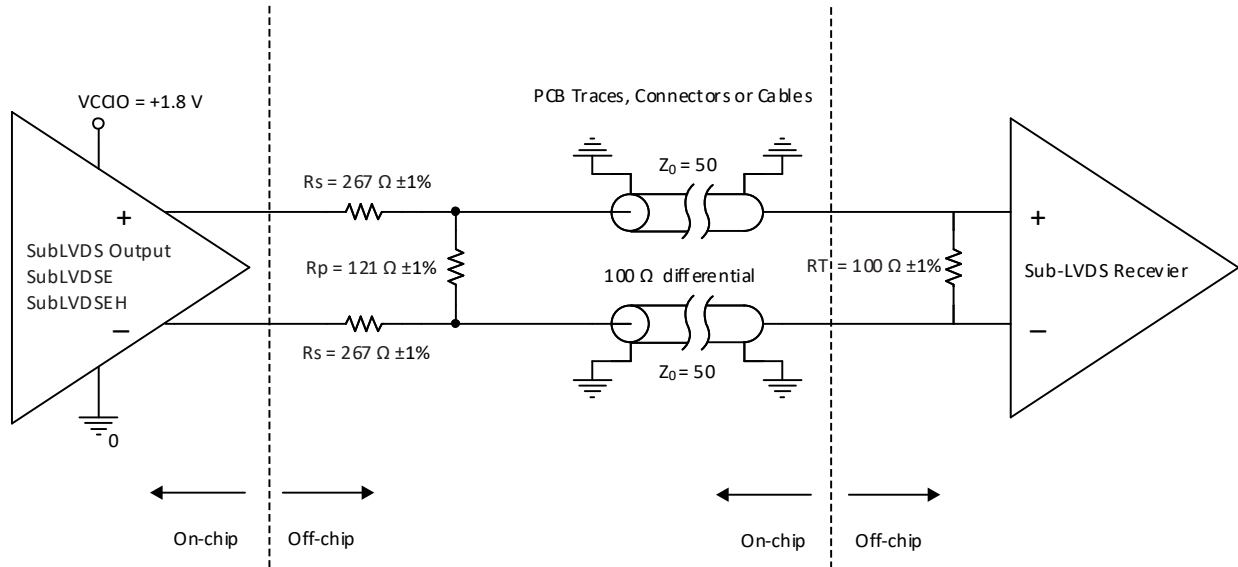 VCCIO = +1.8 V
PCB Traces, Connectors or Cables
Z0 = 50
Rs = 267 Ω ±1%
+
+
SubLVDS Output
SubLVDSE
SubLVDSEH
Rp = 121 Ω ±1%
100 Ω differential
RT = 100 Ω ±1%
Sub-LVDS Recevier
−
−
Rs = 267 Ω ±1%
Z0 = 50
0
On-chip
Off-chip
On-chip
Off-chip